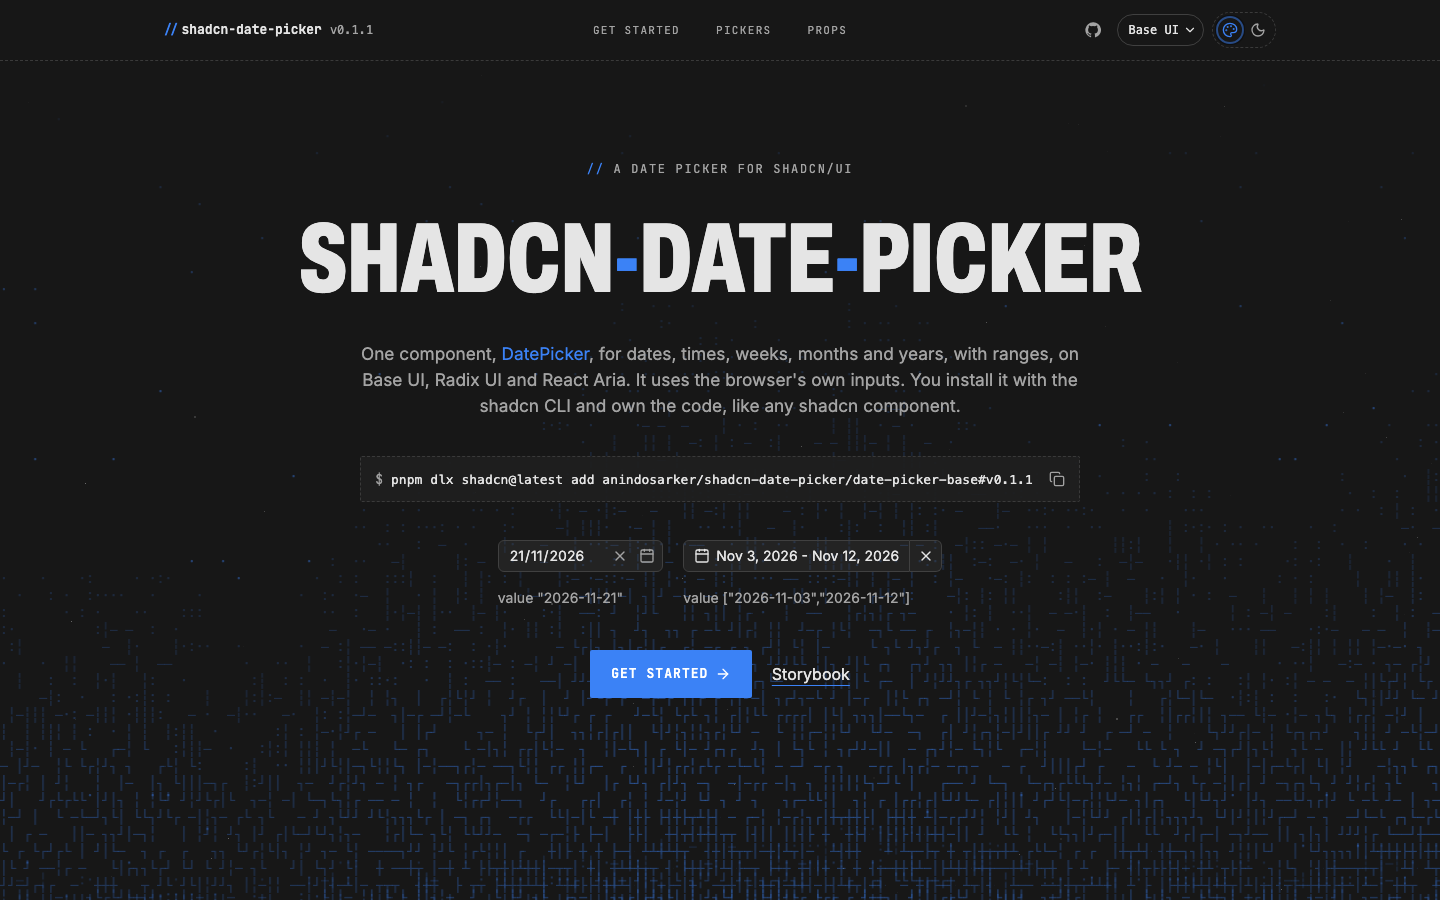 // shadcn-date-picker v0.1.1
GET STARTED
PICKERS
PROPS
Base UI
// A DATE PICKER FOR SHADCN/UI
SHADCN-DATE-PICKER
One component, DatePicker, for dates, times, weeks, months and years, with ranges, on
Base UI, Radix UI and React Aria. It uses the browser's own inputs. You install it with the
shadcn CLI and own the code, like any shadcn component.
$ pnpm dlx shadcn@latest add anindosarker/shadcn-date-picker/date-picker-base#v0.1.1
21/11/2026
Nov 3, 2026 - Nov 12, 2026
value "2026-11-21"
value ["2026-11-03","2026-11-12"]
GET STARTED →
Storybook